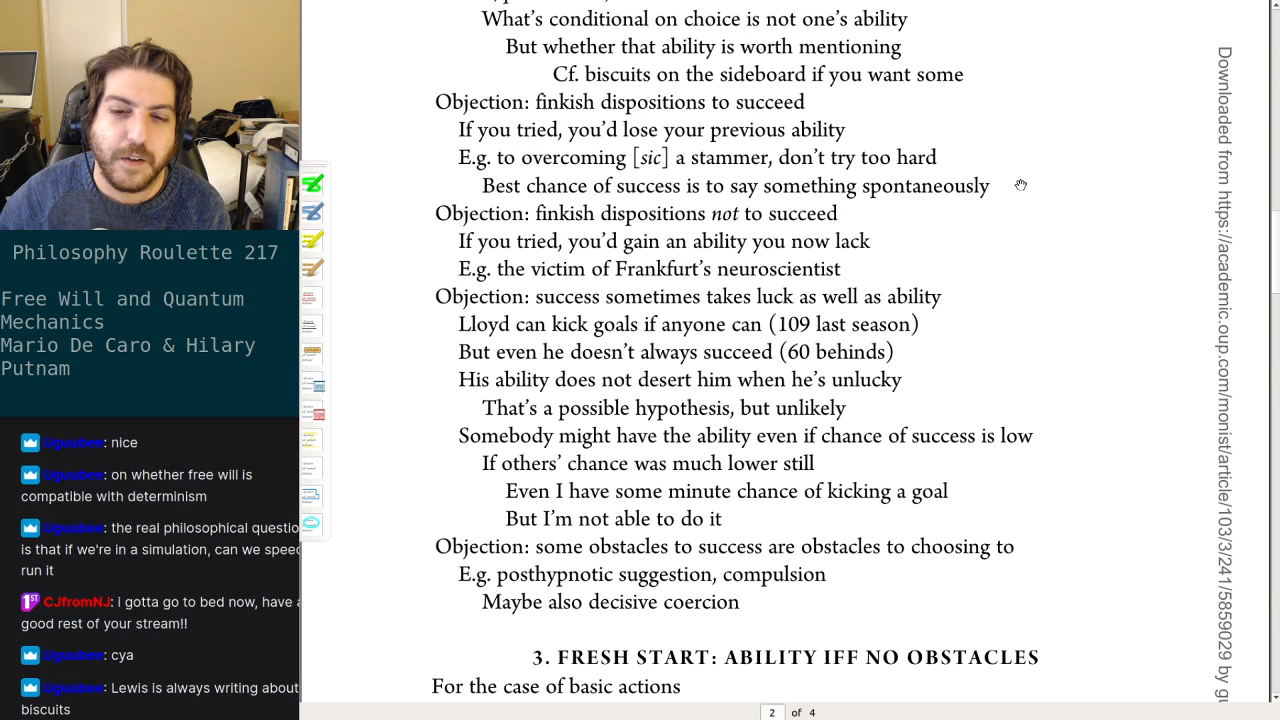 What's conditional on choice is not one's ability
But whether that ability is worth mentioning
Cf. biscuits on the sideboard if you want some
Objection: finkish dispositions to succeed
If you tried, you'd lose your previous ability
E.g. to overcoming [sic] a stammer, don't try too hard
Best chance of success is to say something spontaneously
Objection: finkish dispositions not to succeed
If you tried, you'd gain an ability you now lack
E.g. the victim of Frankfurt's neuroscientist
Objection: success sometimes takes luck as well as ability
Lloyd can kick goals if anyone can (109 last season)
But even he doesn't always succeed (60 behinds)
His ability does not desert him when he's unlucky
That's a possible hypothesis, but unlikely
Somebody might have the ability even if chance of success is low
If others' chance was much lower still
Even I have some minute chance of kicking a goal
But I'm not able to do it
Objection: some obstacles to success are obstacles to choosing to
E.g. posthypnotic suggestion, compulsion
Maybe also decisive coercion
3. FRESH START: ABILITY IFF NO OBSTACLES
For the case of basic actions
2 of 4
Downloaded from https://academic.oup.com/monist/article/103/3/241/5859029 by
Philosophy Roulette 217
Free Will and Quantum
Mechanics
Mario De Caro & Hilary
Putnam
: nice
: on whether free will is
compatible with determinism
: the real philosophical questio
is that if we're in a simulation, can we speed
run it
CJfromNJ: i gotta go to bed now, have a
good rest of your stream!!
: cya
: Lewis is always writing about
biscuits